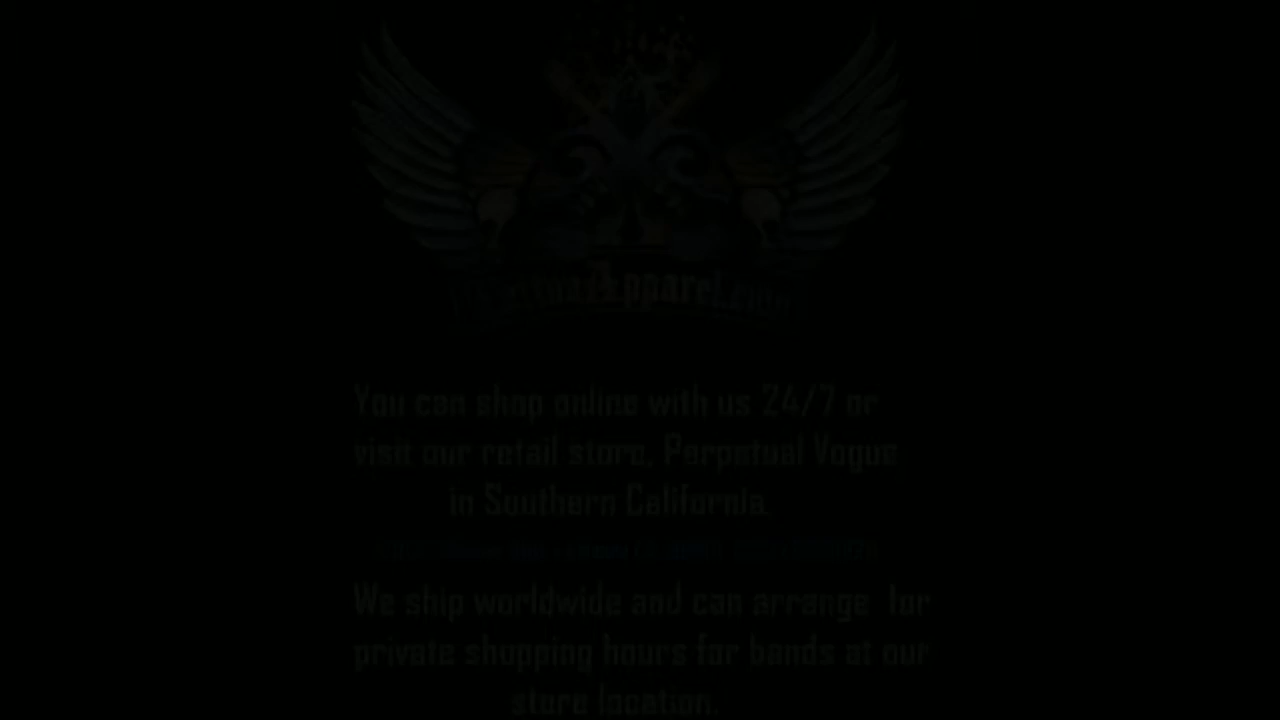 You can shop online with us 24/7 or
visit our retail store, Perpetual Vogue
in Southern California.
We ship worldwide and can arrange for
private shopping hours for bands at our
store location.